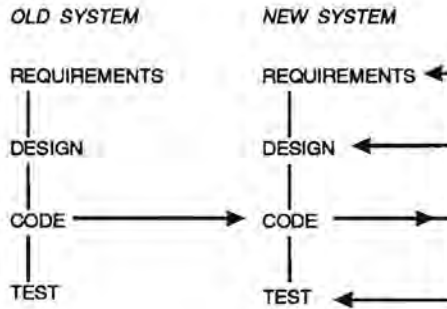 OLD SYSTEM NEW SYSTEM
REQUIREMENTS REQUIREMENTS
DESIGN DESIGN
CODE CODE
TEST TEST